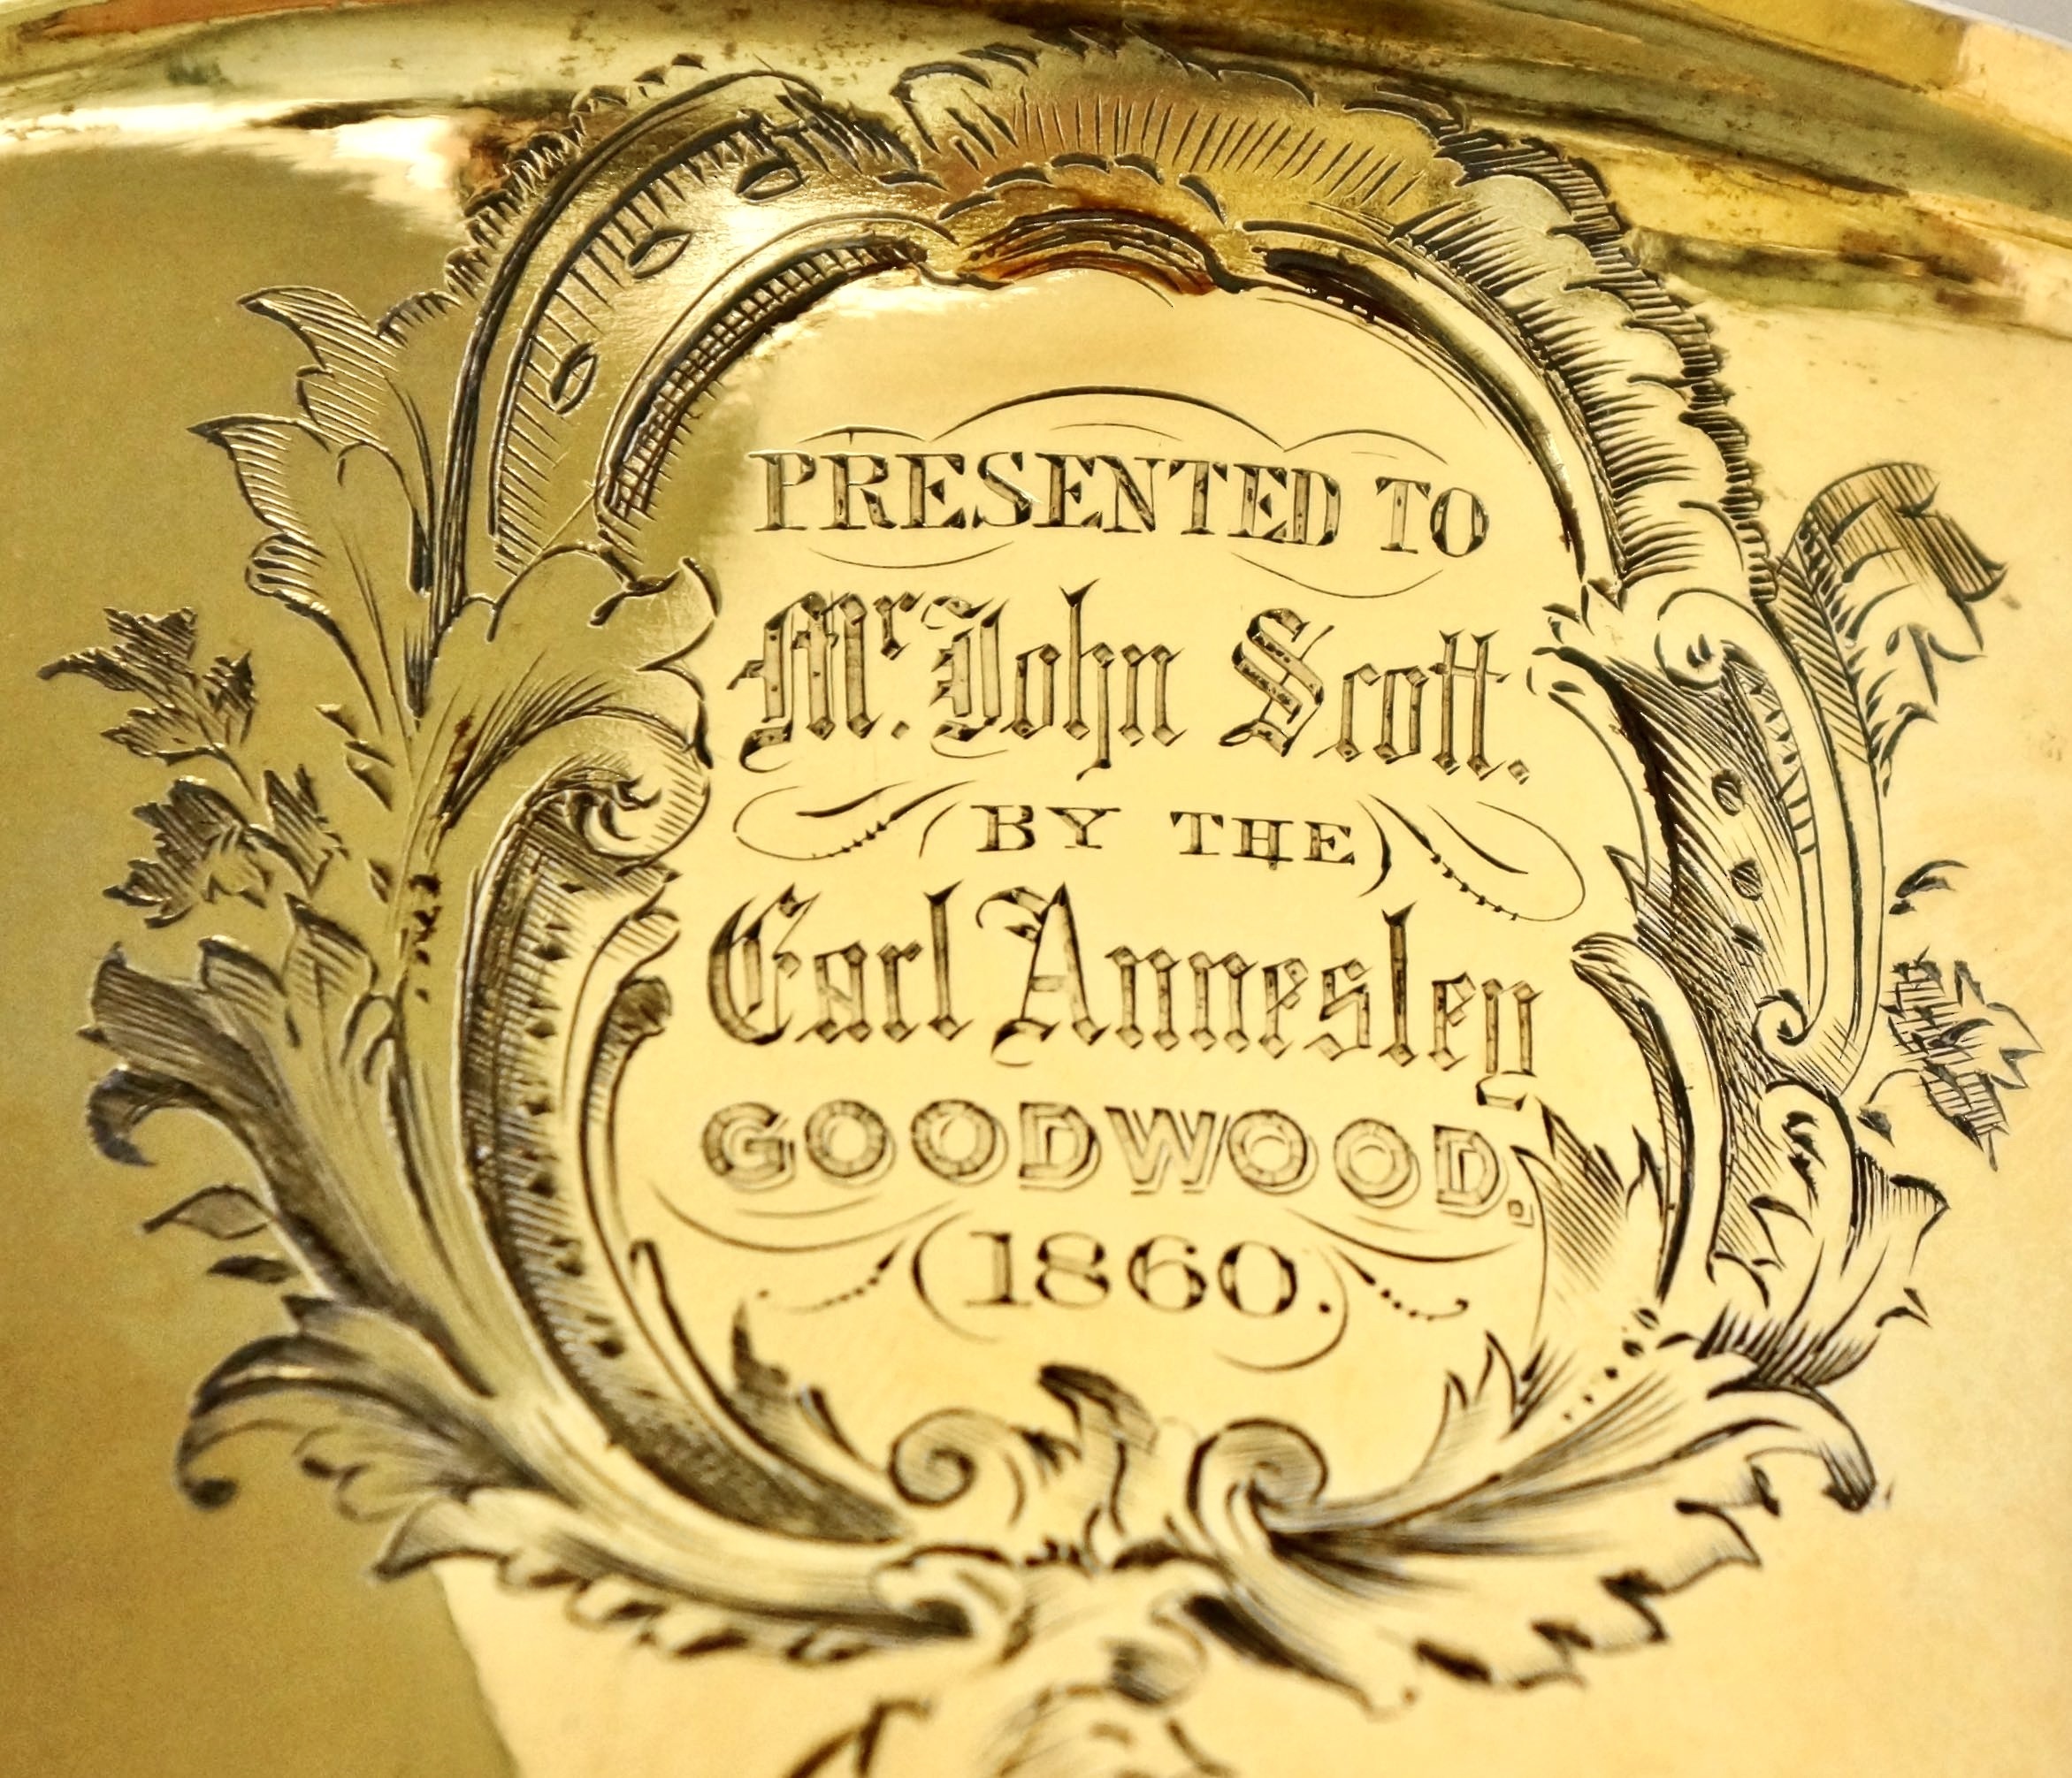 PRESENTED TO
Mr. John Scott.
BY THE
Earl Annesley
GOODWOOD.
1860.